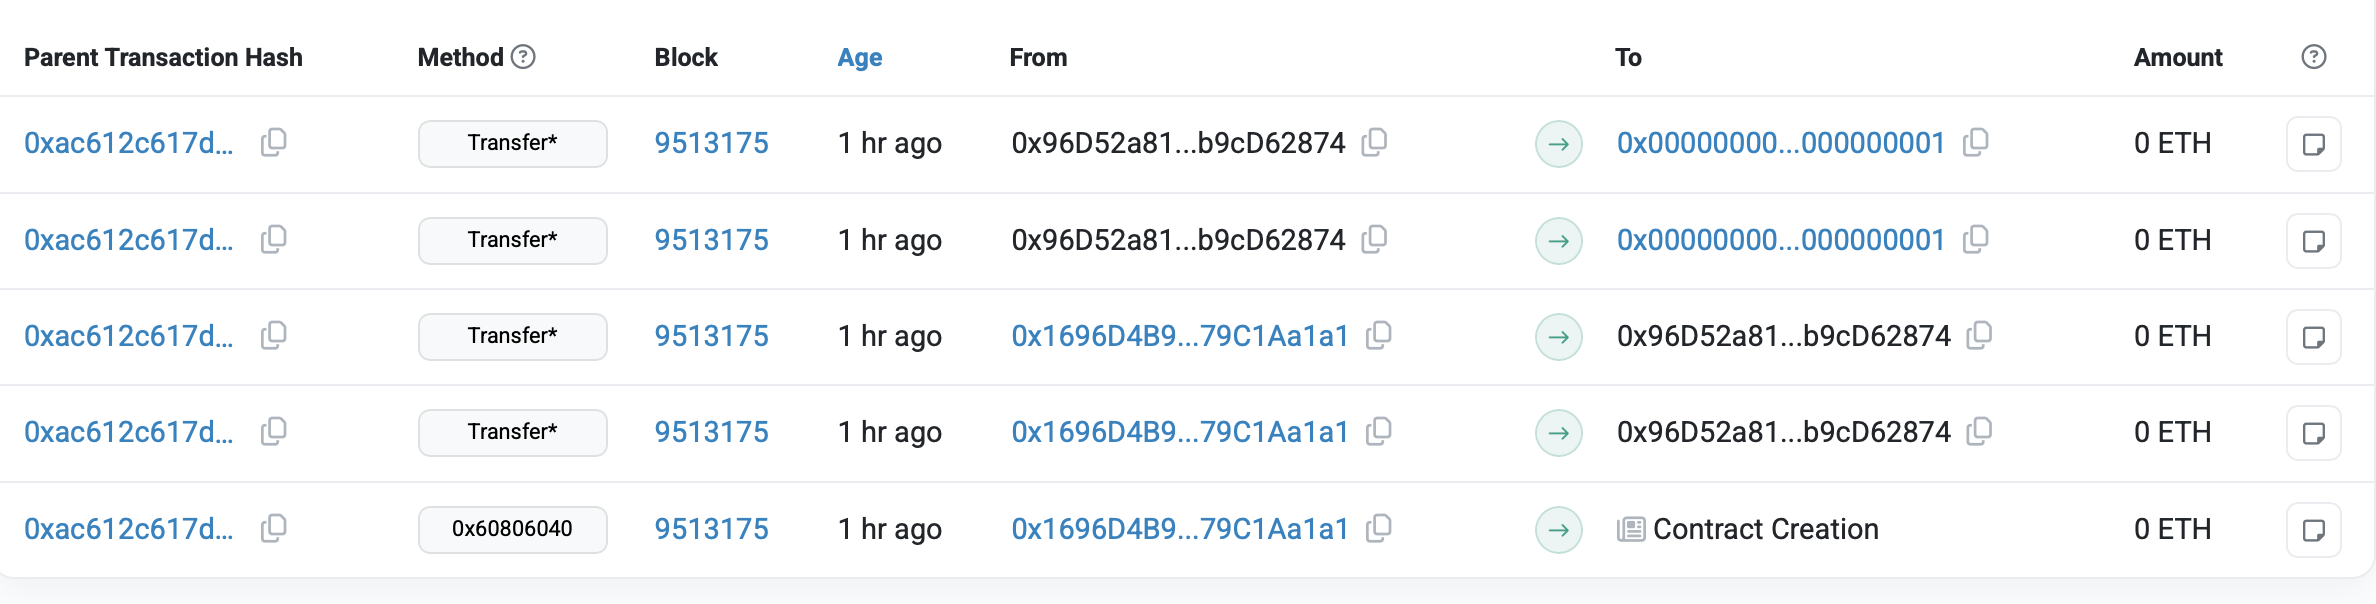 Parent Transaction Hash Method Block Age From To Amount
0xac612c617d... Transfer* 9513175 1 hr ago 0x96D52a81...b9cD62874 0x00000000...000000001 0 ETH
0xac612c617d... Transfer* 9513175 1 hr ago 0x96D52a81...b9cD62874 0x00000000...000000001 0 ETH
0xac612c617d... Transfer* 9513175 1 hr ago 0x1696D4B9...79C1Aa1a1 0x96D52a81...b9cD62874 0 ETH
0xac612c617d... Transfer* 9513175 1 hr ago 0x1696D4B9...79C1Aa1a1 0x96D52a81...b9cD62874 0 ETH
0xac612c617d... 0x60806040 9513175 1 hr ago 0x1696D4B9...79C1Aa1a1 Contract Creation 0 ETH